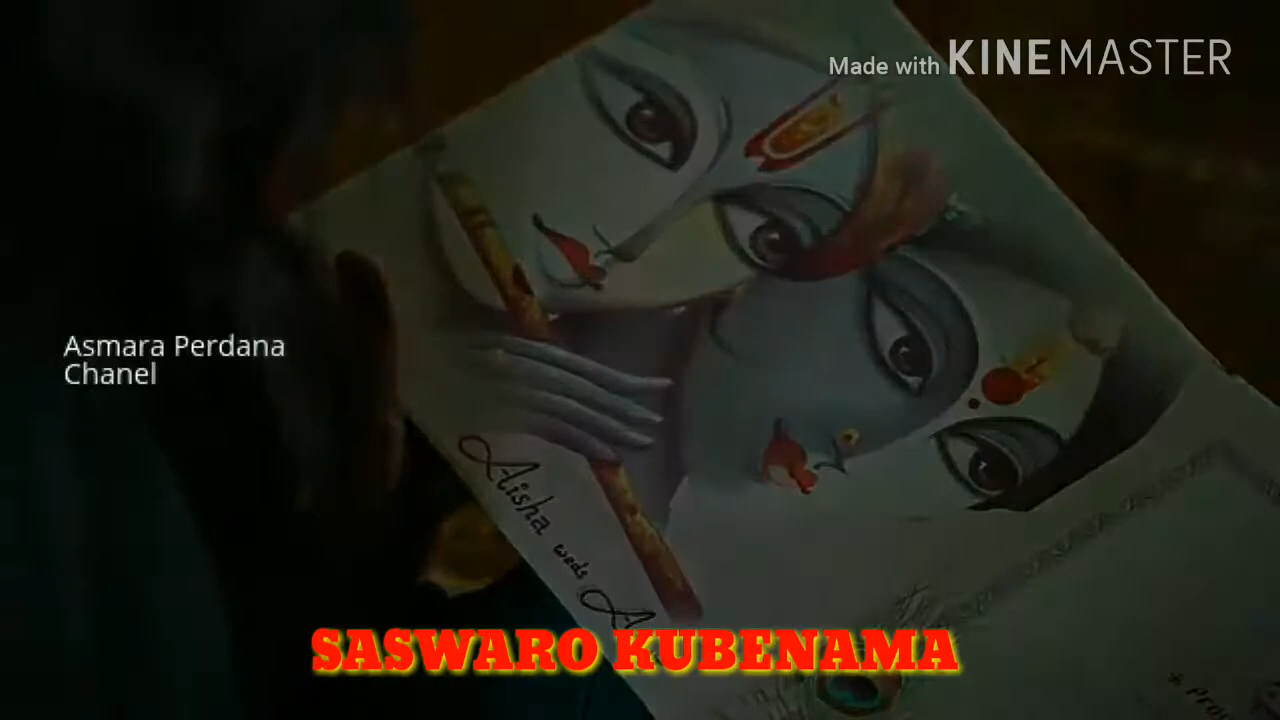 Made with KINEMASTER
Asmara Perdana
Chanel
Aisha weds
SASWARO KUBENAMA